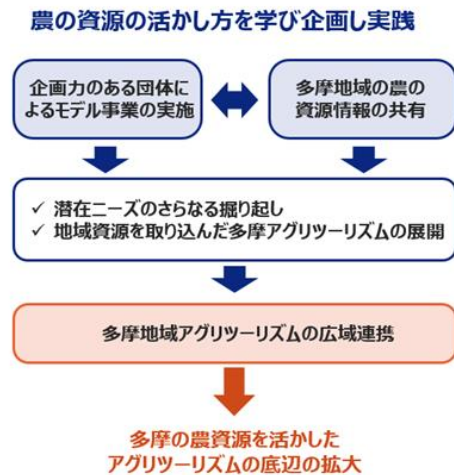 農の資源の活かし方を学び企画し実践
企画力のある団体に
よるモデル事業の実施
多摩地域の農の
資源情報の共有
✓ 潜在ニーズのさらなる掘り起し
✓ 地域資源を取り込んだ多摩アグリツーリズムの展開
多摩地域アグリツーリズムの広域連携
多摩の農資源を活かした
アグリツーリズムの底辺の拡大